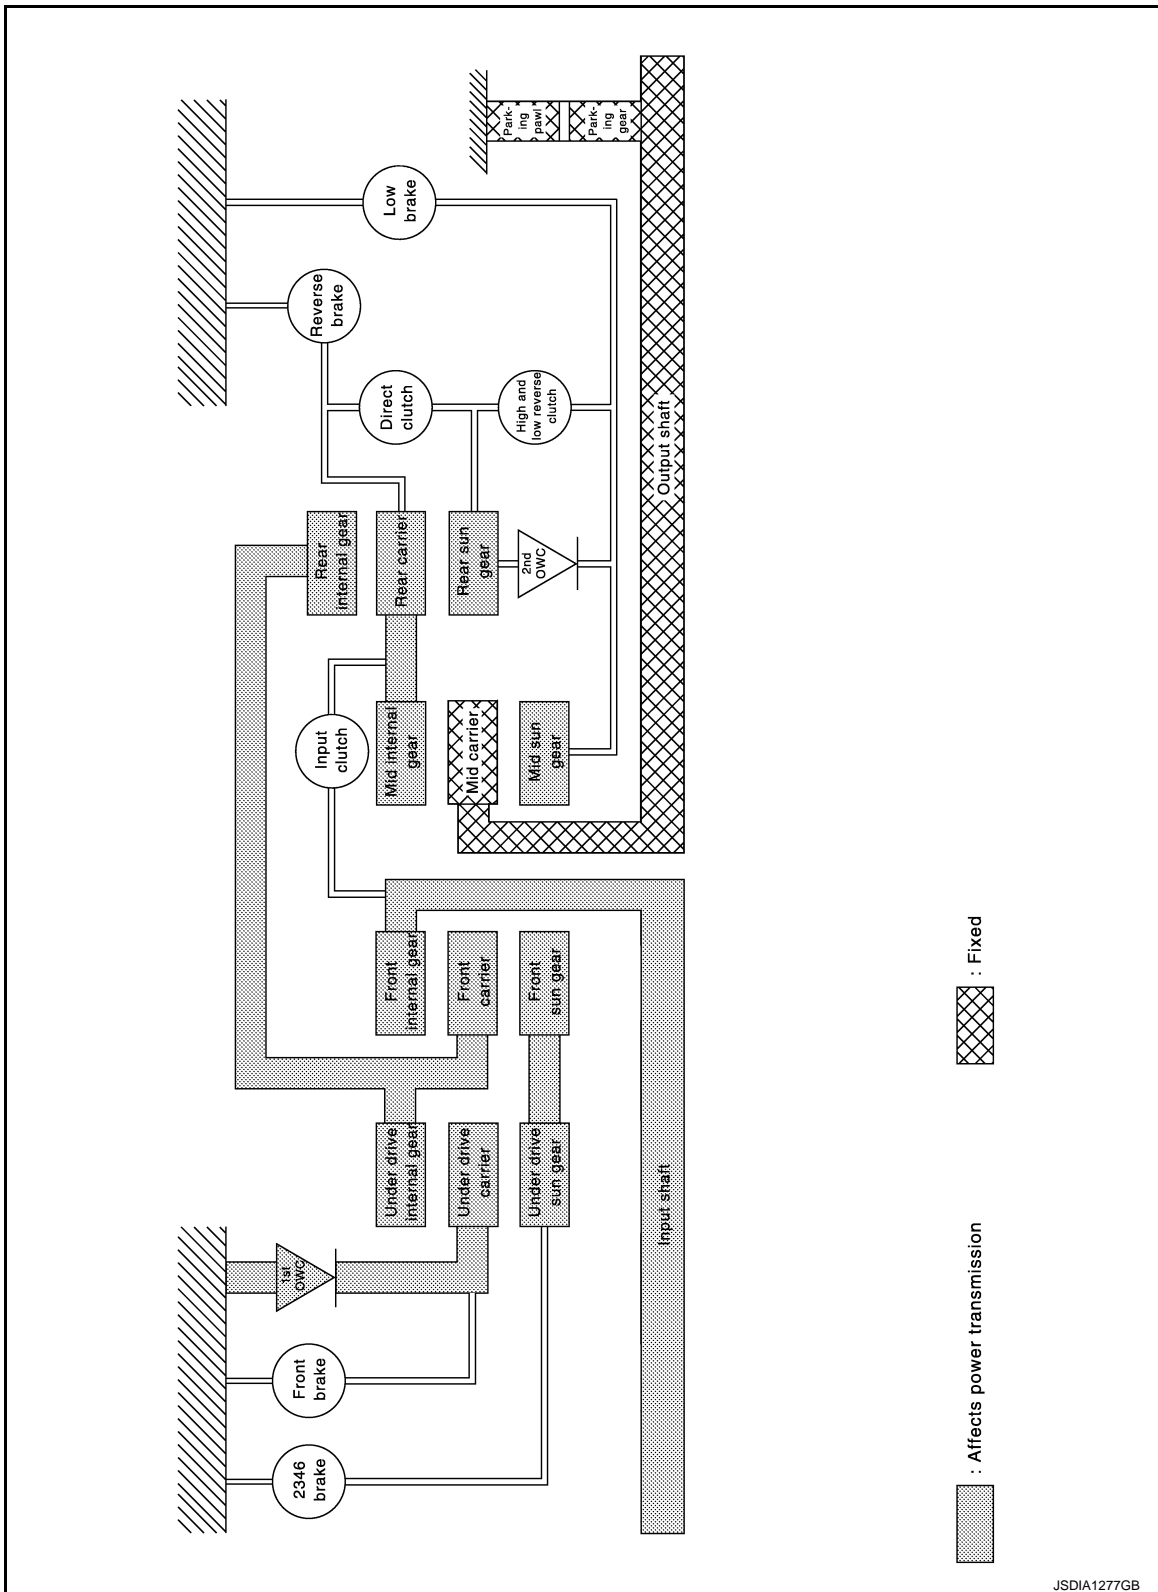 Park-
ing
pawl
Park-
ing
gear
Low
brake
Reverse
brake
Direct
clutch
High and
low reverse
clutch
Output shaft
Rear
internal gear
Rear carrier
Rear sun
gear
2nd
OWC
Input
clutch
Mid internal
gear
Mid carrier
Mid sun
gear
Front
internal gear
Front
carrier
Front
sun gear
Under drive
internal gear
Under drive
carrier
Under drive
sun gear
Input shaft
1st
OWC
Front
brake
2346
brake
: Fixed
: Affects power transmission
JSDIA1277GB